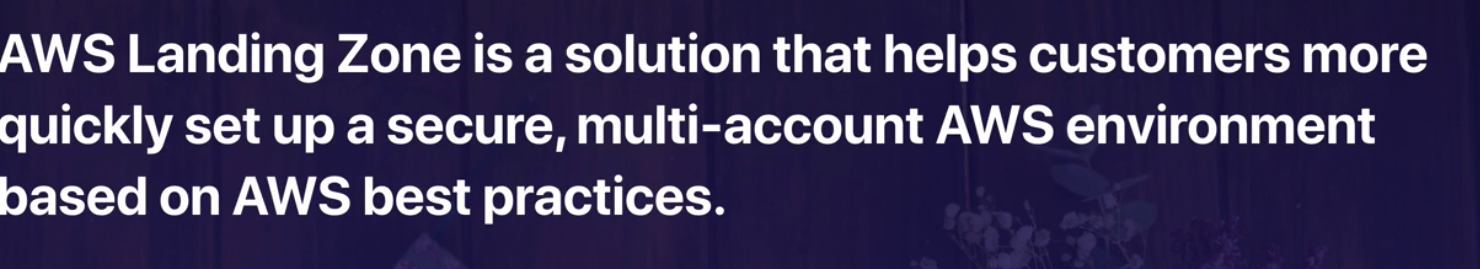 AWS Landing Zone is a solution that helps customers more
quickly set up a secure, multi-account AWS environment
based on AWS best practices.